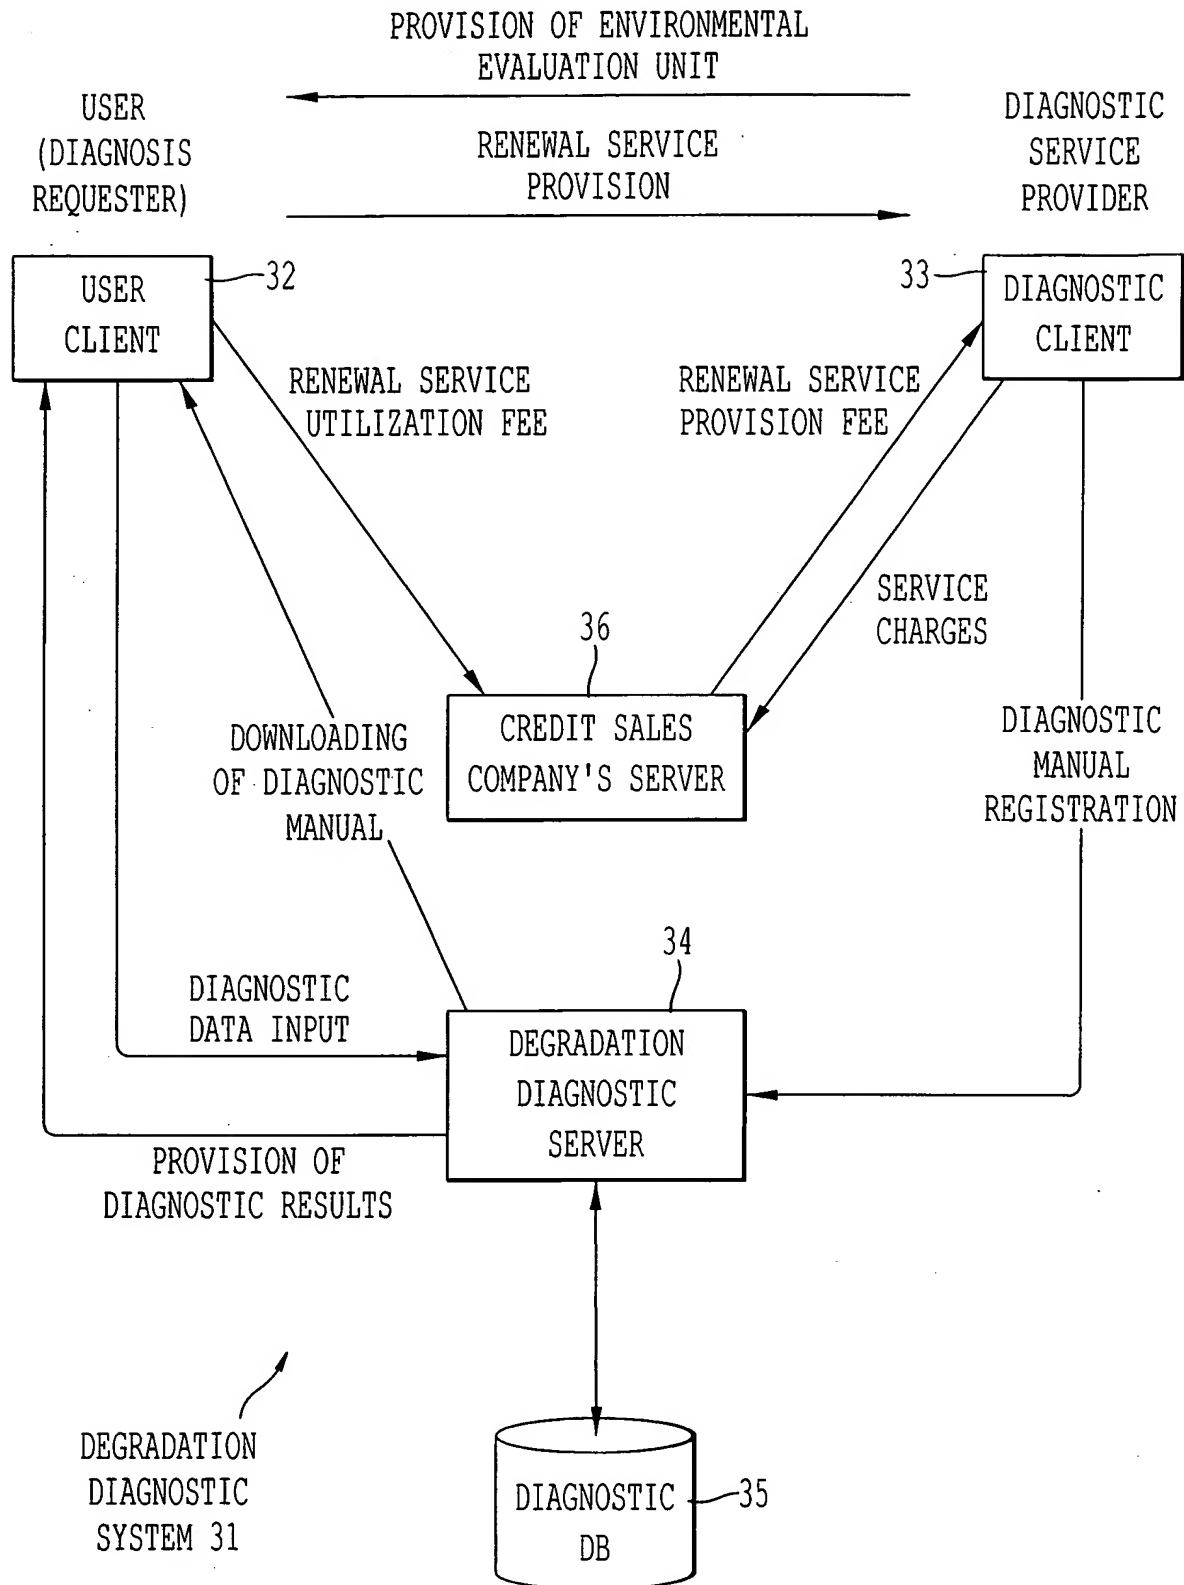 PROVISION OF ENVIRONMENTAL
EVALUATION UNIT
USER
(DIAGNOSIS
REQUESTER)
RENEWAL SERVICE
PROVISION
DIAGNOSTIC
SERVICE
PROVIDER
USER
CLIENT
32
33
DIAGNOSTIC
CLIENT
RENEWAL SERVICE
UTILIZATION FEE
RENEWAL SERVICE
PROVISION FEE
SERVICE
CHARGES
36
CREDIT SALES
COMPANY'S SERVER
DOWNLOADING
OF DIAGNOSTIC
MANUAL
DIAGNOSTIC
MANUAL
REGISTRATION
34
DIAGNOSTIC
DATA INPUT
DEGRADATION
DIAGNOSTIC
SERVER
PROVISION OF
DIAGNOSTIC RESULTS
DEGRADATION
DIAGNOSTIC
SYSTEM 31
DIAGNOSTIC
DB
35